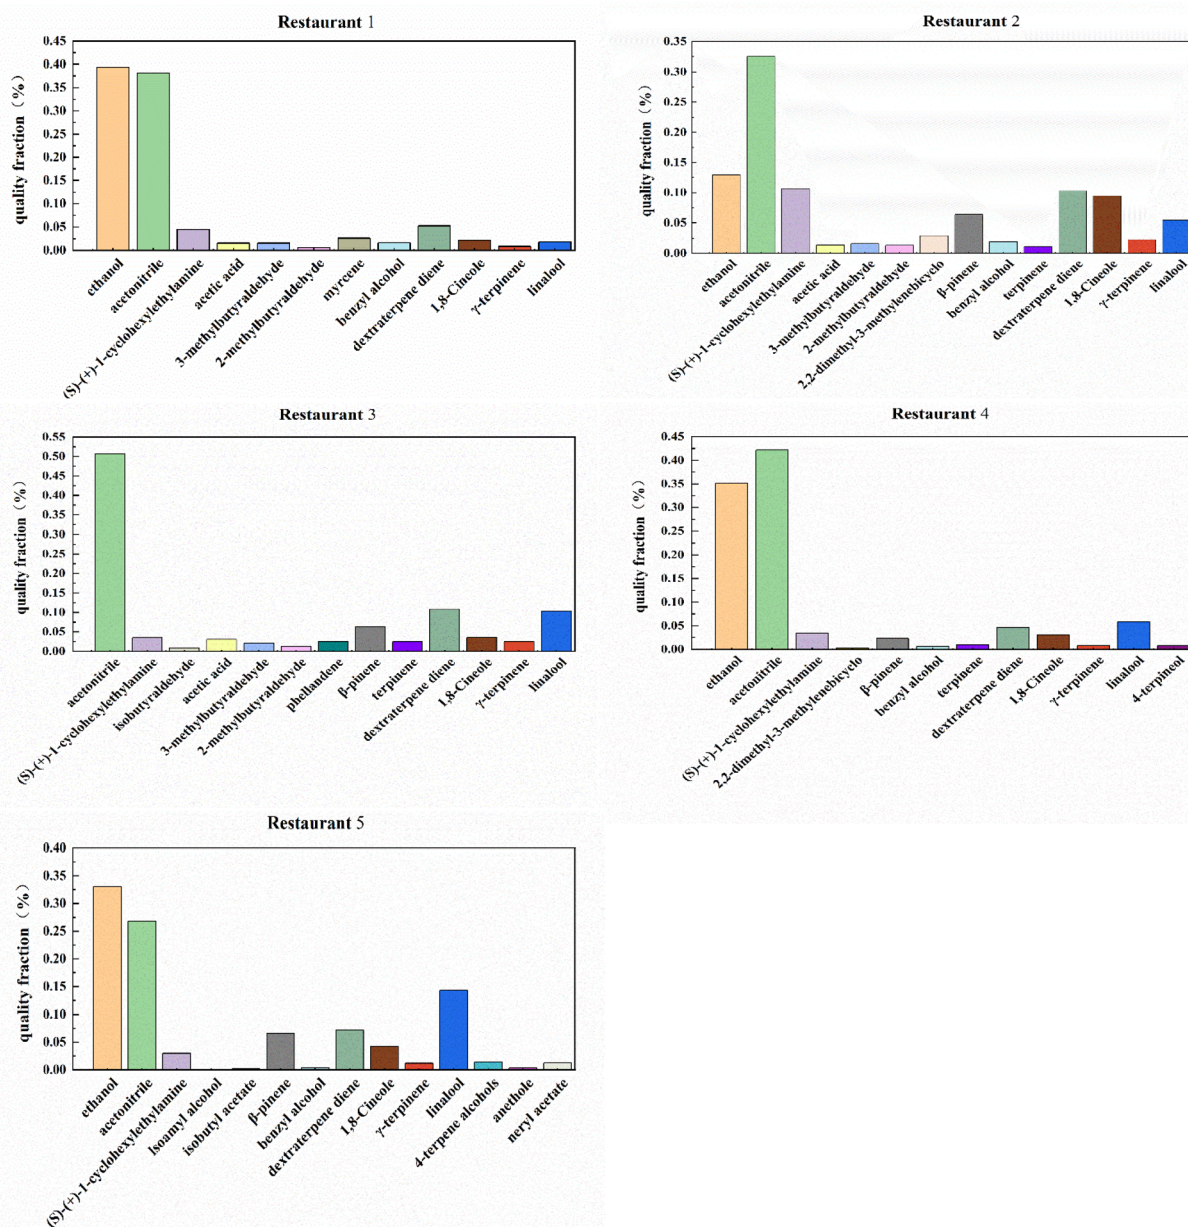 Restaurant 1
quality fraction（%）
0.45
0.40
0.35
0.30
0.25
0.20
0.15
0.10
0.05
0.00
ethanol
acetonitrile
(S)-(+)-1-cyclohexylethylamine
acetic acid
3-methylbutyraldehyde
2-methylbutyraldehyde
myrcene
benzyl alcohol
dextraterpene diene
1,8-Cineole
γ-terpinene
linalool
Restaurant 2
quality fraction（%）
0.35
0.30
0.25
0.20
0.15
0.10
0.05
0.00
ethanol
acetonitrile
(S)-(+)-1-cyclohexylethylamine
acetic acid
3-methylbutyraldehyde
2-methylbutyraldehyde
2,2-dimethyl-3-methylenebicyclo
β-pinene
benzyl alcohol
terpinene
dextraterpene diene
1,8-Cineole
γ-terpinene
linalool
Restaurant 3
quality fraction（%）
0.55
0.50
0.45
0.40
0.35
0.30
0.25
0.20
0.15
0.10
0.05
0.00
acetonitrile
(S)-(+)-1-cyclohexylethylamine
isobutyraldehyde
acetic acid
3-methylbutyraldehyde
2-methylbutyraldehyde
phellandene
β-pinene
terpinene
dextraterpene diene
1,8-Cineole
γ-terpinene
linalool
Restaurant 4
quality fraction（%）
0.45
0.40
0.35
0.30
0.25
0.20
0.15
0.10
0.05
0.00
ethanol
acetonitrile
(S)-(+)-1-cyclohexylethylamine
2,2-dimethyl-3-methylenebicyclo
β-pinene
benzyl alcohol
terpinene
dextraterpene diene
1,8-Cineole
γ-terpinene
linalool
4-terpineol
Restaurant 5
quality fraction（%）
0.40
0.35
0.30
0.25
0.20
0.15
0.10
0.05
0.00
ethanol
acetonitrile
(S)-(+)-1-cyclohexylethylamine
Isoamyl alcohol
isobutyl acetate
β-pinene
benzyl alcohol
dextraterpene diene
1,8-Cineole
γ-terpinene
linalool
4-terpene alcohols
anethole
neryl acetate